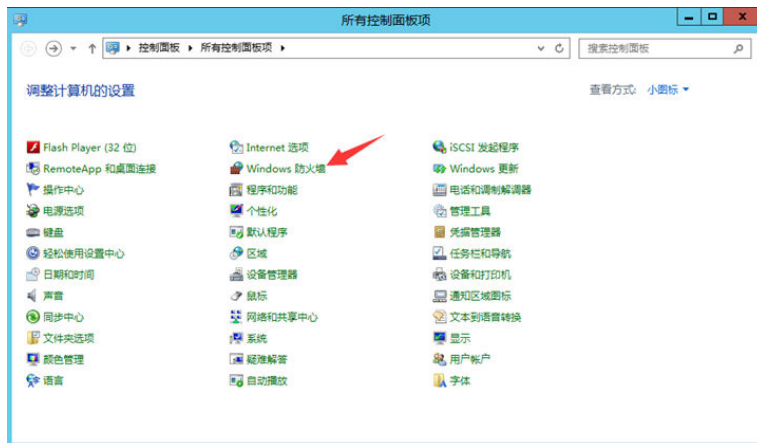 所有控制面板项
控制面板 所有控制面板项
搜索控制面板
调整计算机的设置
查看方式: 小图标
Flash Player (32 位)
Internet 选项
iSCSI 发起程序
RemoteApp 和桌面连接
Windows 防火墙
Windows 更新
操作中心
程序和功能
电话和调制解调器
电源选项
个性化
管理工具
键盘
默认程序
凭据管理器
轻松使用设置中心
区域
任务栏和导航
日期和时间
设备管理器
设备和打印机
声音
鼠标
通知区域图标
同步中心
网络和共享中心
文本到语音转换
文件夹选项
系统
显示
颜色管理
疑难解答
用户帐户
语言
自动播放
字体